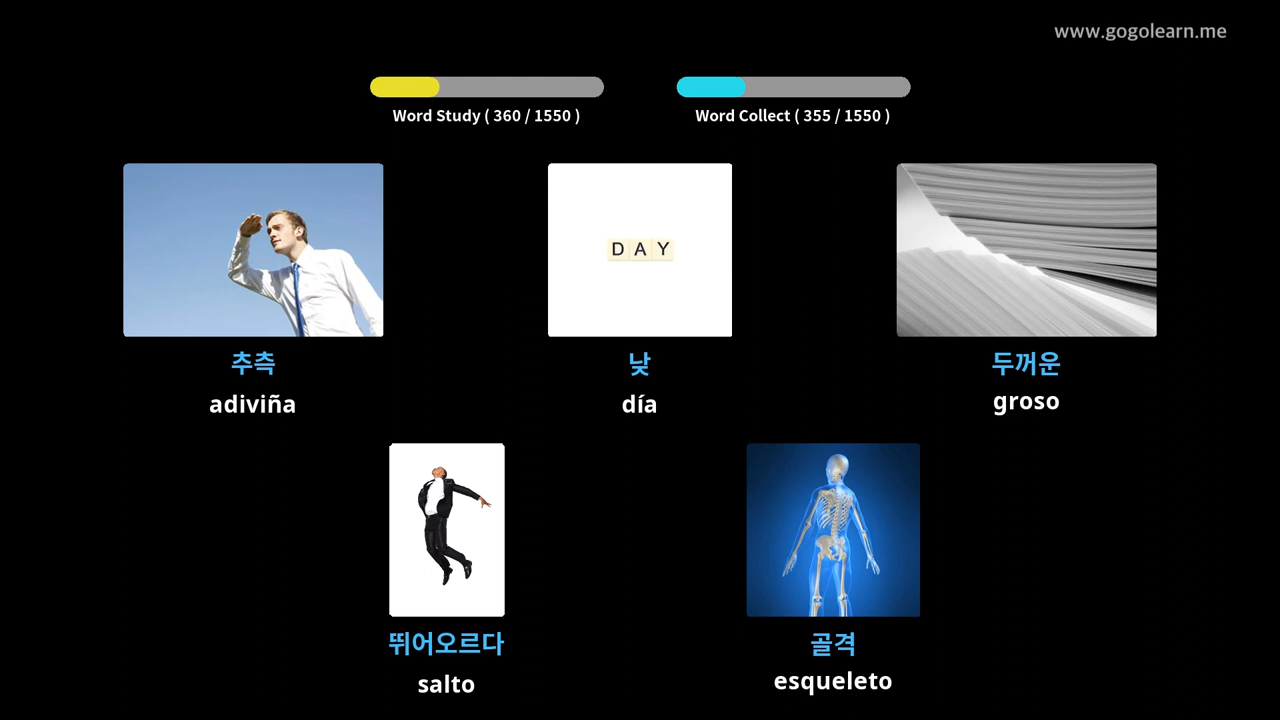 www.gogolearn.me
Word Study ( 360 / 1550 )
Word Collect ( 355 / 1550 )
DAY
추측
adiviña
낮
día
두꺼운
groso
뛰어오르다
salto
골격
esqueleto